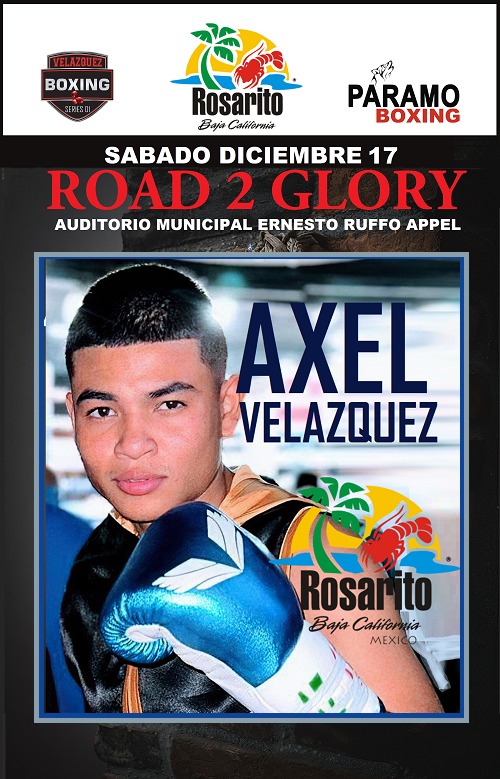 VELAZQUEZ
BOXING
SERIES 01
Rosarito
Baja California
PARAMO
BOXING
SABADO DICIEMBRE 17
ROAD 2 GLORY
AUDITORIO MUNICIPAL ERNESTO RUFFO APPEL
AXEL
VELAZQUEZ
Rosarito
Baja California
MEXICO